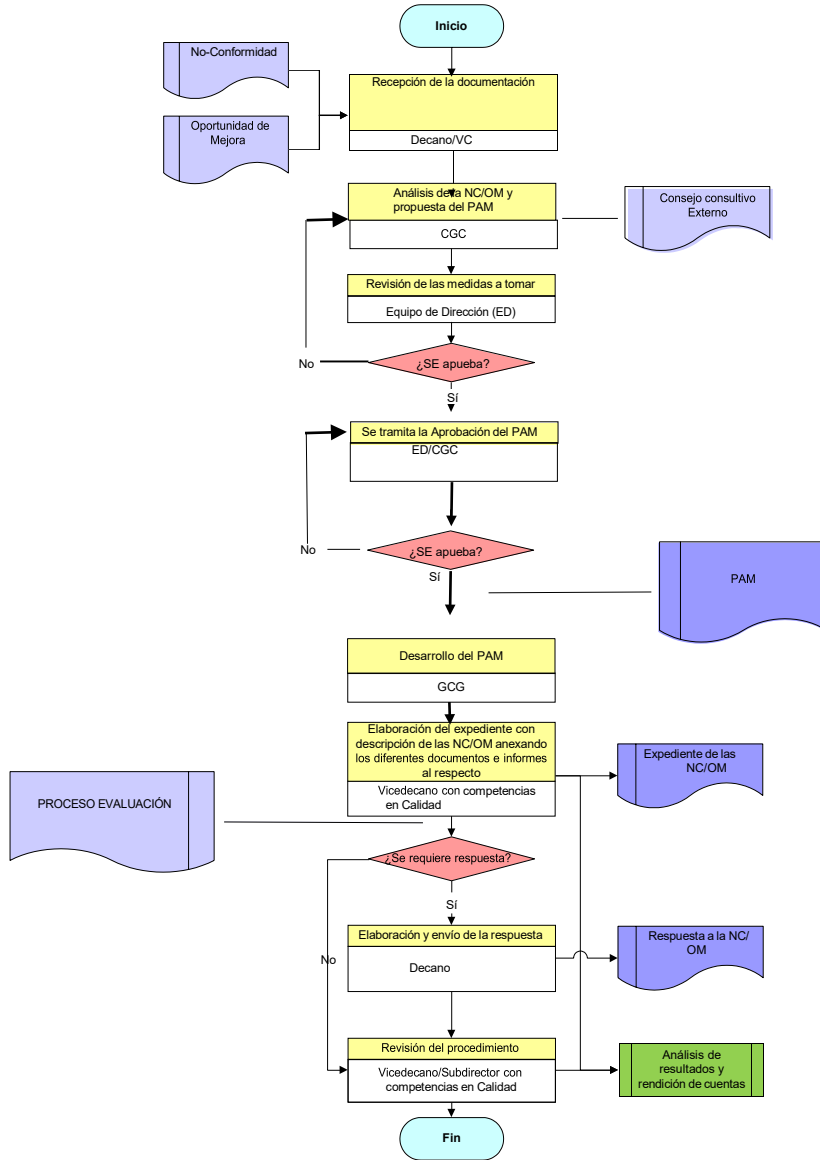 Inicio
No-Conformidad
Oportunidad de
Mejora
Recepción de la documentación
Decano/VC
Análisis de la NC/OM y
propuesta del PAM
CGC
Consejo consultivo
Externo
Revisión de las medidas a tomar
Equipo de Dirección (ED)
¿SE apueba?
No
Sí
Se tramita la Aprobación del PAM
ED/CGC
¿SE apueba?
No
Sí
PAM
Desarrollo del PAM
GCG
Elaboración del expediente con
descripción de las NC/OM anexando
los diferentes documentos e informes
al respecto
Vicedecano con competencias
en Calidad
Expediente de las
NC/OM
PROCESO EVALUACIÓN
¿Se requiere respuesta?
Sí
No
Elaboración y envío de la respuesta
Decano
Respuesta a la NC/
OM
Revisión del procedimiento
Vicedecano/Subdirector con
competencias en Calidad
Análisis de
resultados y
rendición de cuentas
Fin